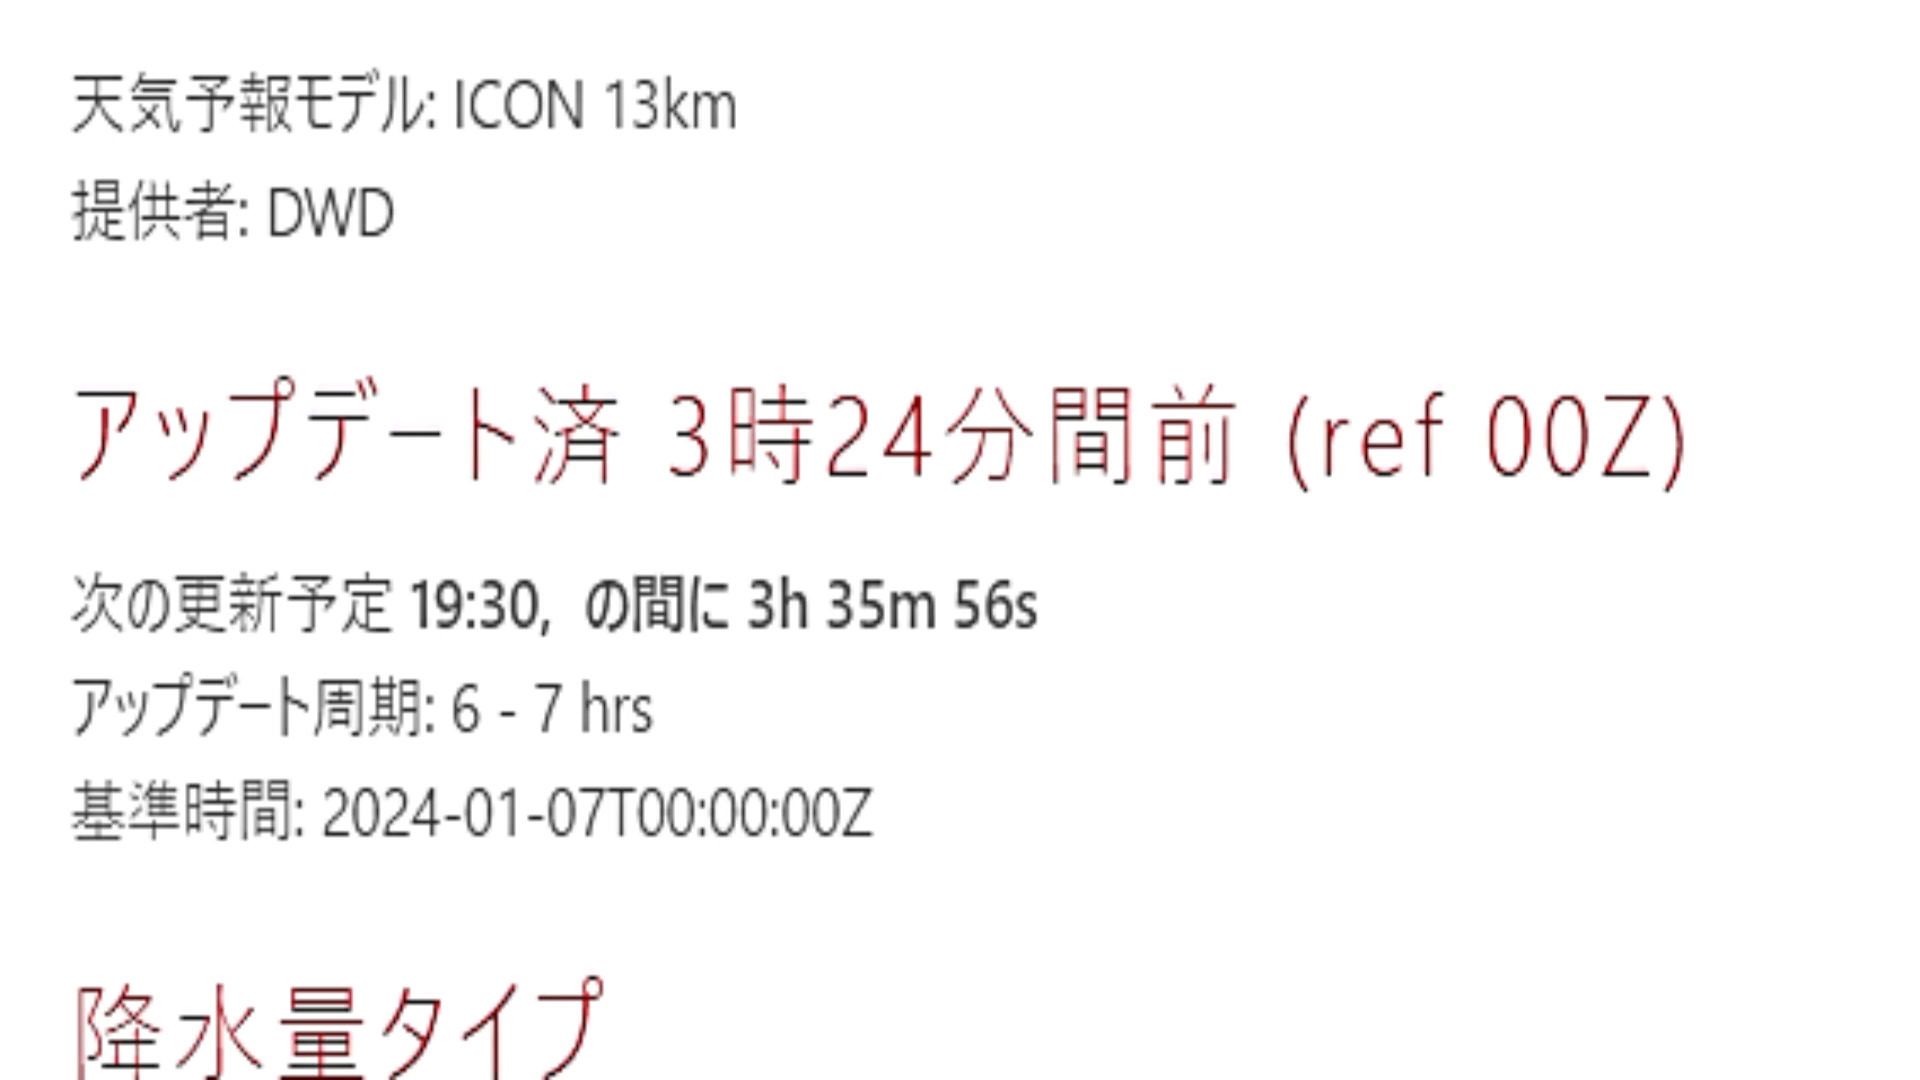 天気予報モデル: ICON 13km
提供者: DWD
アップデート済 3時24分間前 (ref 00Z)
次の更新予定 19:30, の間に 3h 35m 56s
アップデート周期: 6 - 7 hrs
基準時間: 2024-01-07T00:00:00Z
降水量タイプ